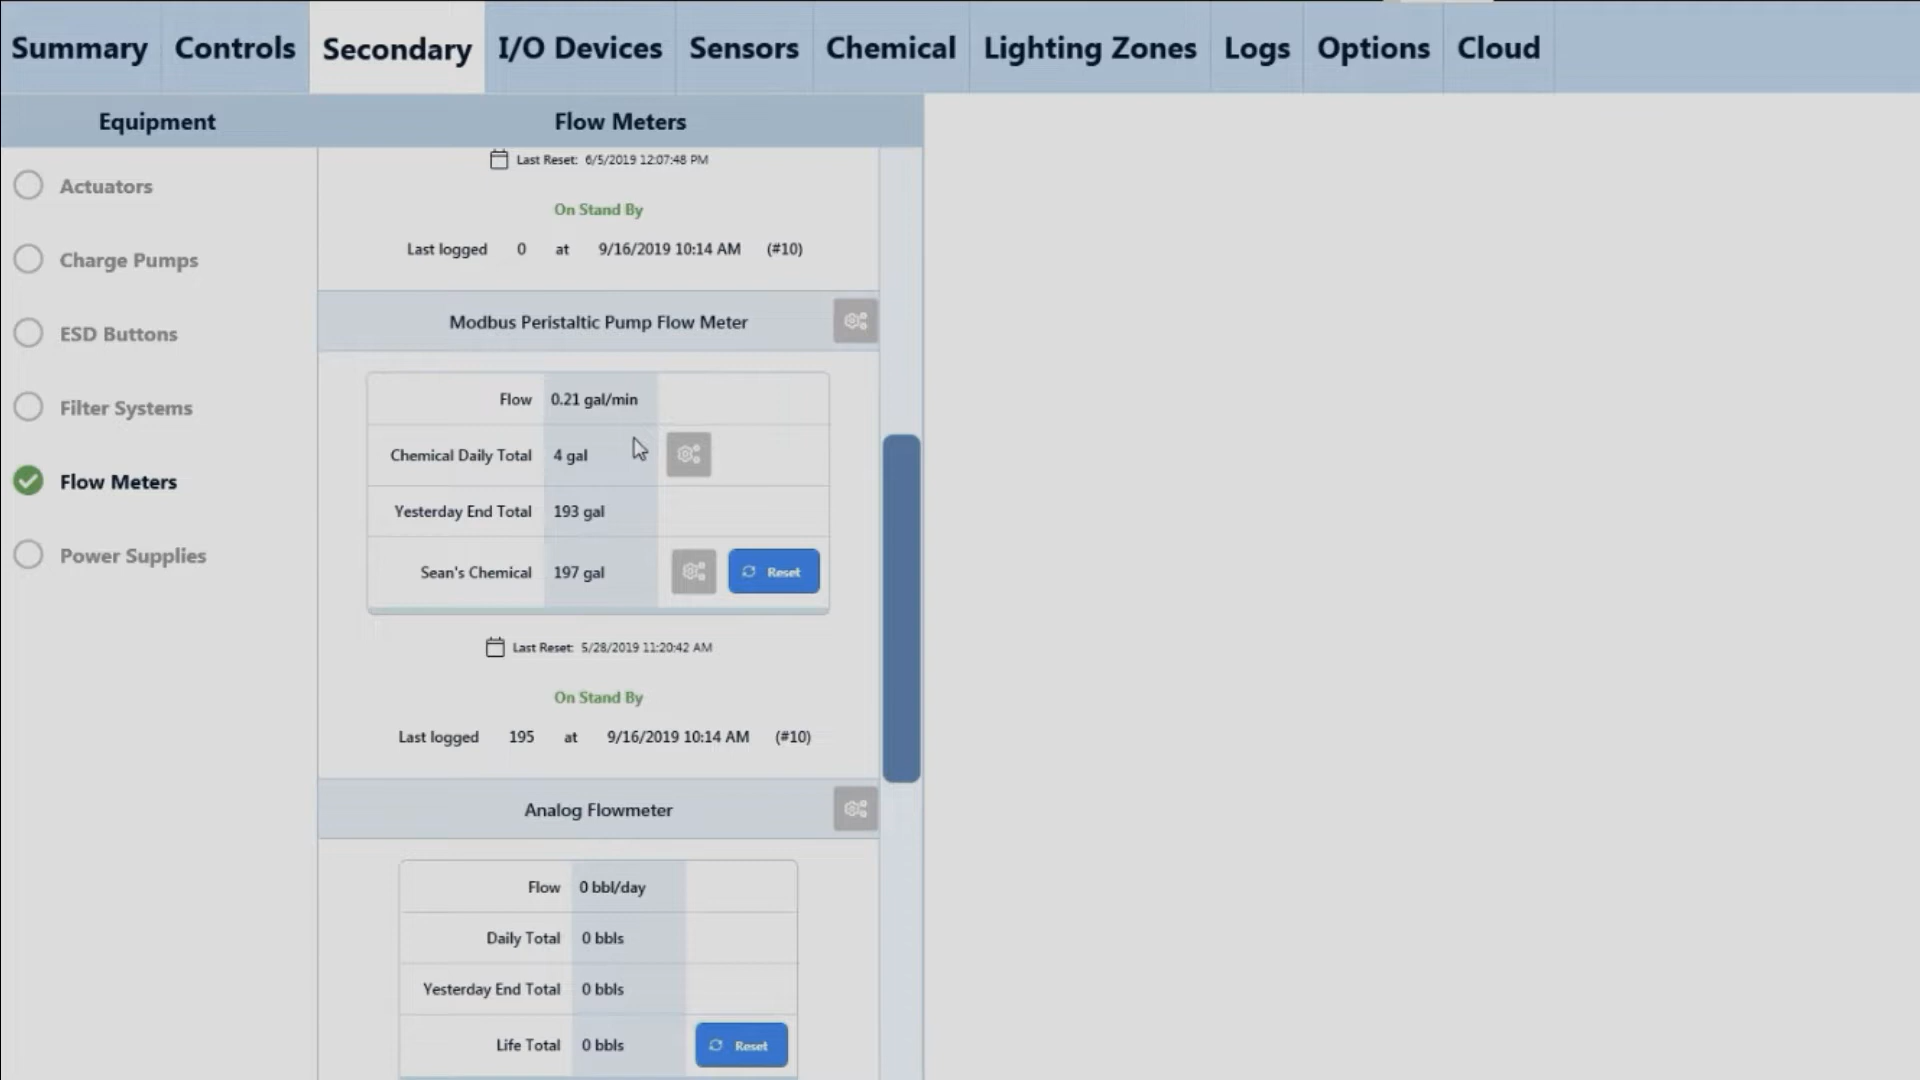 Summary Controls Secondary I/O Devices Sensors Chemical Lighting Zones Logs Options Cloud
Equipment
Actuators
Charge Pumps
ESD Buttons
Filter Systems
Flow Meters
Power Supplies
Flow Meters
Last Reset: 6/5/2019 12:07:48 PM
On Stand By
Last logged 0 at 9/16/2019 10:14 AM (#10)
Modbus Peristaltic Pump Flow Meter
Flow 0.21 gal/min
Chemical Daily Total 4 gal
Yesterday End Total 193 gal
Sean's Chemical 197 gal Reset
Last Reset: 5/28/2019 11:20:42 AM
On Stand By
Last logged 195 at 9/16/2019 10:14 AM (#10)
Analog Flowmeter
Flow 0 bbl/day
Daily Total 0 bbls
Yesterday End Total 0 bbls
Life Total 0 bbls Reset